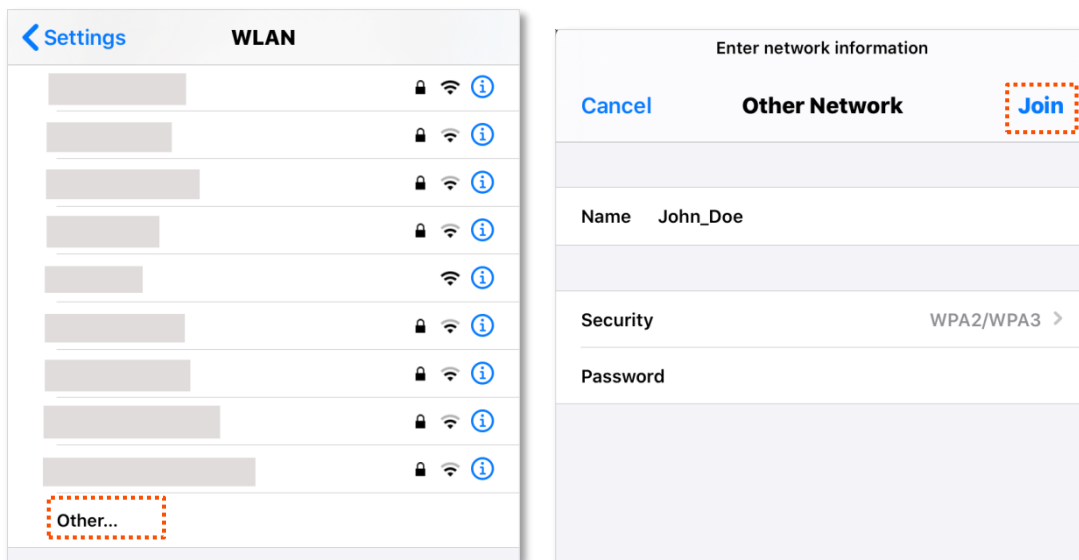 Settings WLAN
Other...
Enter network information
Cancel Other Network Join
Name John_Doe
Security WPA2/WPA3
Password